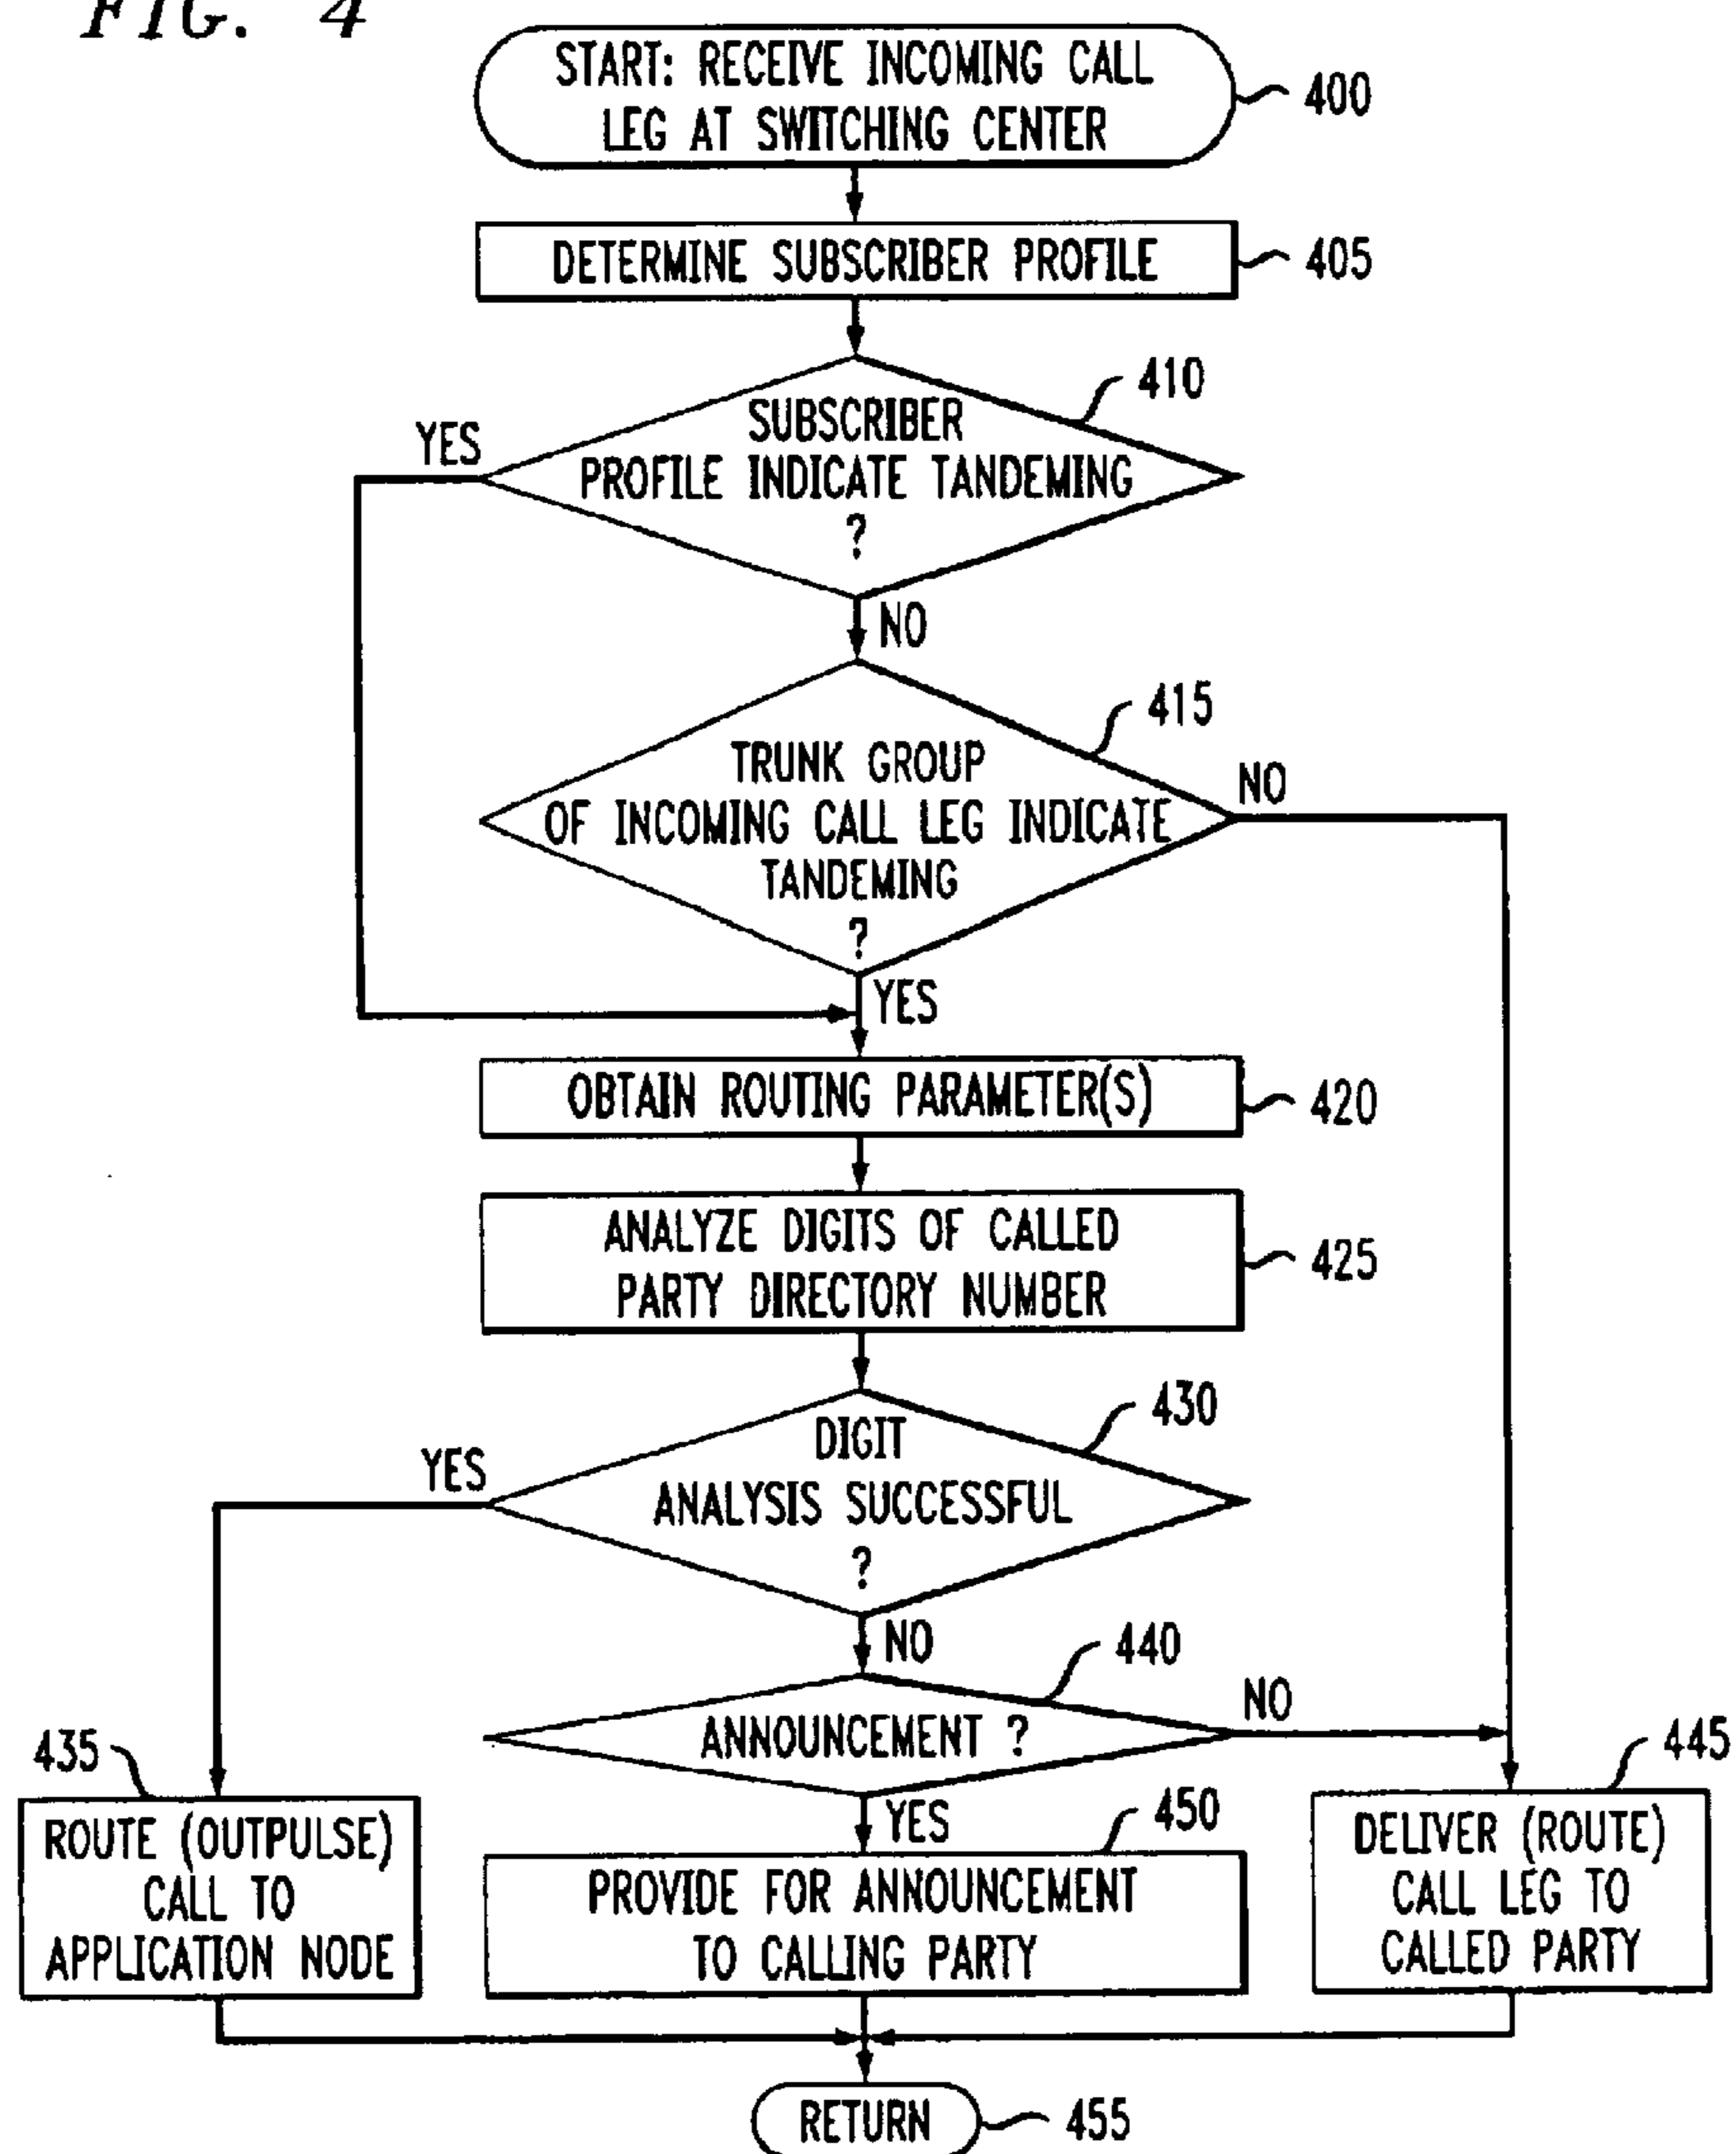 FIG. 4
START: RECEIVE INCOMING CALL
LEG AT SWITCHING CENTER
400
DETERMINE SUBSCRIBER PROFILE
405
410
SUBSCRIBER
PROFILE INDICATE TANDEMING
?
YES
NO
415
TRUNK GROUP
OF INCOMING CALL LEG INDICATE
TANDEMING
?
NO
YES
OBTAIN ROUTING PARAMETER(S)
420
ANALYZE DIGITS OF CALLED
PARTY DIRECTORY NUMBER
425
430
DIGIT
ANALYSIS SUCCESSFUL
?
YES
NO
440
ANNOUNCEMENT ?
NO
YES
435
ROUTE (OUTPULSE)
CALL TO
APPLICATION NODE
450
PROVIDE FOR ANNOUNCEMENT
TO CALLING PARTY
445
DELIVER (ROUTE)
CALL LEG TO
CALLED PARTY
RETURN
455